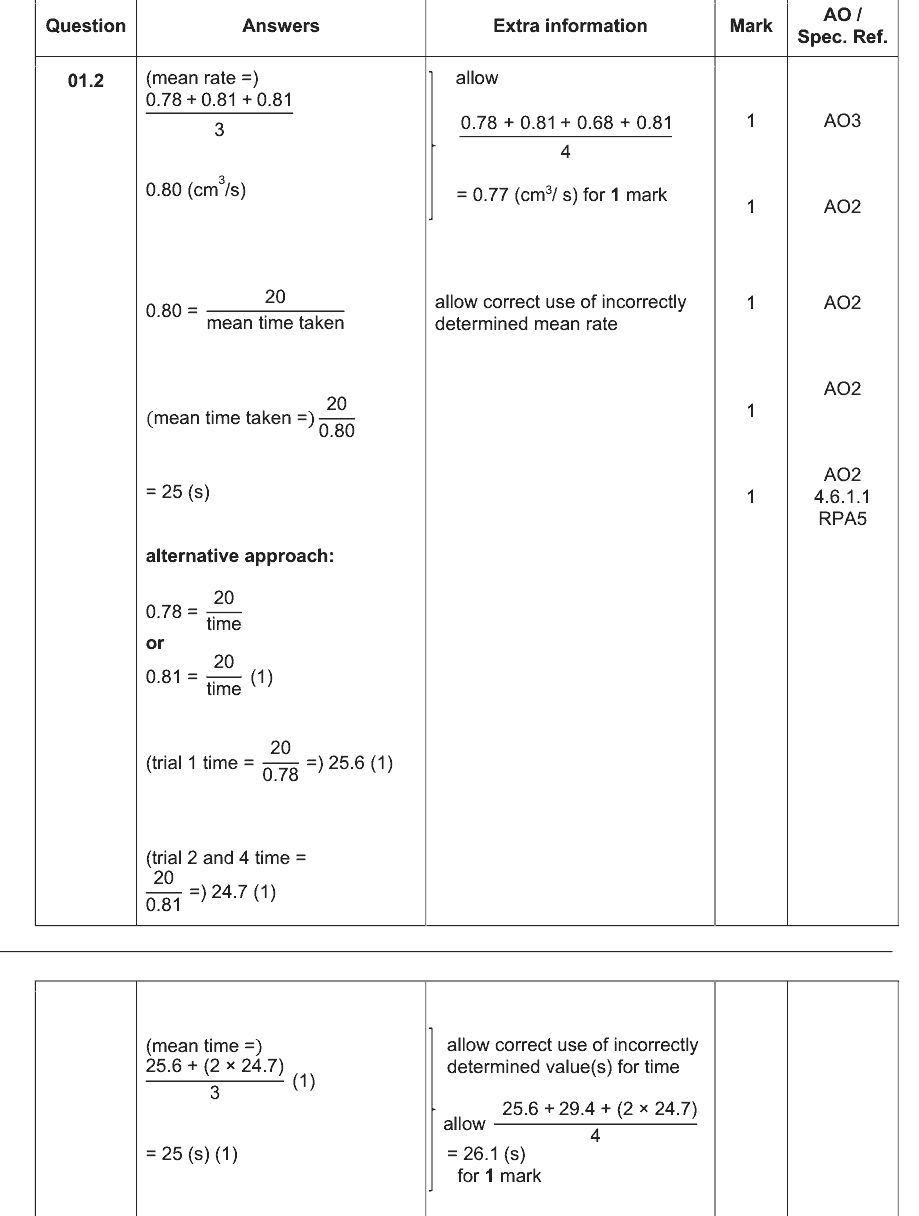 Question Answers Extra information Mark AO / Spec. Ref.
01.2
(mean rate =)
0.78 + 0.81 + 0.81
3
0.80 (cm³/s)
allow
0.78 + 0.81 + 0.68 + 0.81
4
= 0.77 (cm³/ s) for 1 mark
1 AO3
1 AO2
0.80 = 20
mean time taken
allow correct use of incorrectly
determined mean rate
1 AO2
(mean time taken =) 20
0.80
1 AO2
= 25 (s)
1 AO2
4.6.1.1
RPA5
alternative approach:
0.78 = 20
time
or
0.81 = 20
time (1)
(trial 1 time = 20
0.78 =) 25.6 (1)
(trial 2 and 4 time =
20
0.81 =) 24.7 (1)
(mean time =)
25.6 + (2 × 24.7)
3 (1)
= 25 (s) (1)
allow correct use of incorrectly
determined value(s) for time
allow 25.6 + 29.4 + (2 × 24.7)
4
= 26.1 (s)
for 1 mark